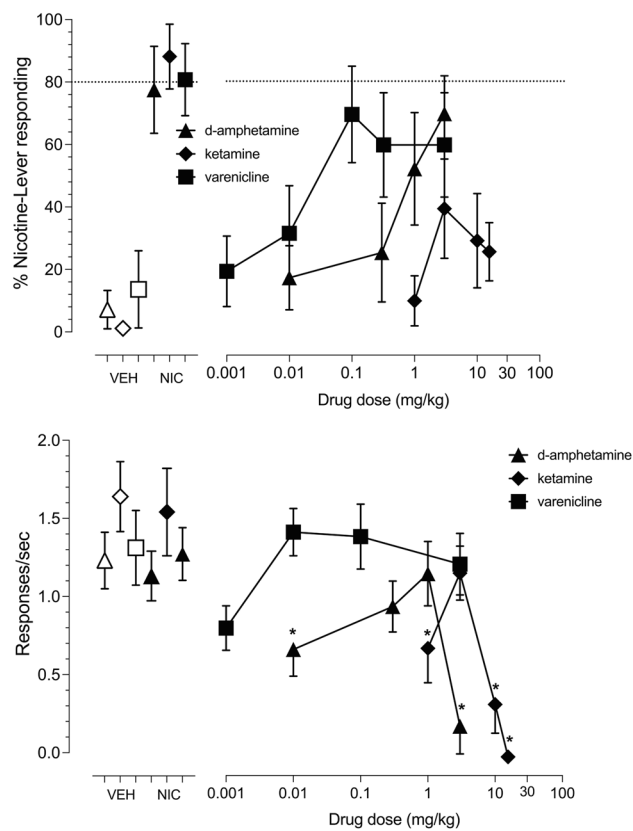 % Nicotine-Lever responding
100
80
60
40
20
0
d-amphetamine
ketamine
varenicline
VEH NIC
0.001 0.01 0.1 1 10 30 100
Drug dose (mg/kg)
Responses/sec
2.0
1.5
1.0
0.5
0.0
d-amphetamine
ketamine
varenicline
* * * * *
VEH NIC
0.001 0.01 0.1 1 10 30 100
Drug dose (mg/kg)